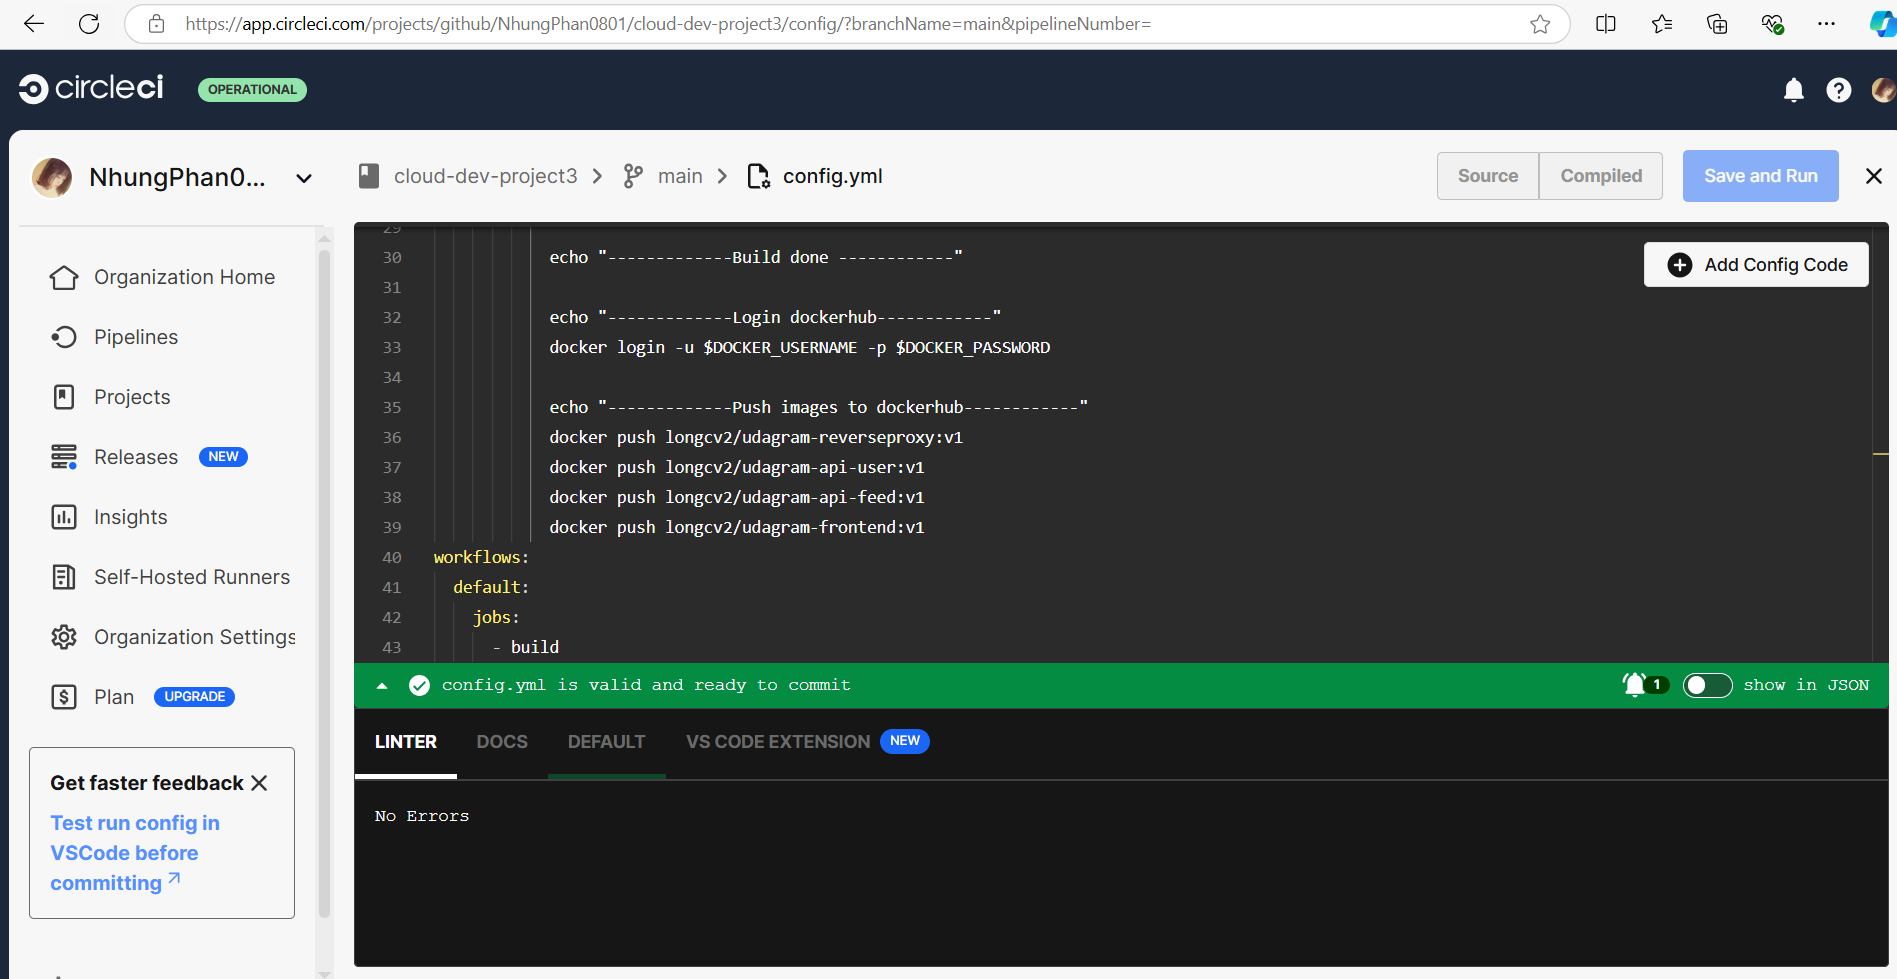 https://app.circleci.com/projects/github/NhungPhan0801/cloud-dev-project3/config/?branchName=main&pipelineNumber=
circleci
OPERATIONAL
NhungPhan0...
cloud-dev-project3
main
config.yml
Source
Compiled
Save and Run
Organization Home
Pipelines
Projects
Releases NEW
Insights
Self-Hosted Runners
Organization Settings
Plan UPGRADE
Get faster feedback
Test run config in
VSCode before
committing
Add Config Code
29
30 echo "-------------Build done ------------"
31
32 echo "-------------Login dockerhub------------"
33 docker login -u $DOCKER_USERNAME -p $DOCKER_PASSWORD
34
35 echo "-------------Push images to dockerhub------------"
36 docker push longcv2/udagram-reverseproxy:v1
37 docker push longcv2/udagram-api-user:v1
38 docker push longcv2/udagram-api-feed:v1
39 docker push longcv2/udagram-frontend:v1
40 workflows:
41 default:
42 jobs:
43 - build
config.yml is valid and ready to commit
1
show in JSON
LINTER
DOCS
DEFAULT
VS CODE EXTENSION NEW
No Errors